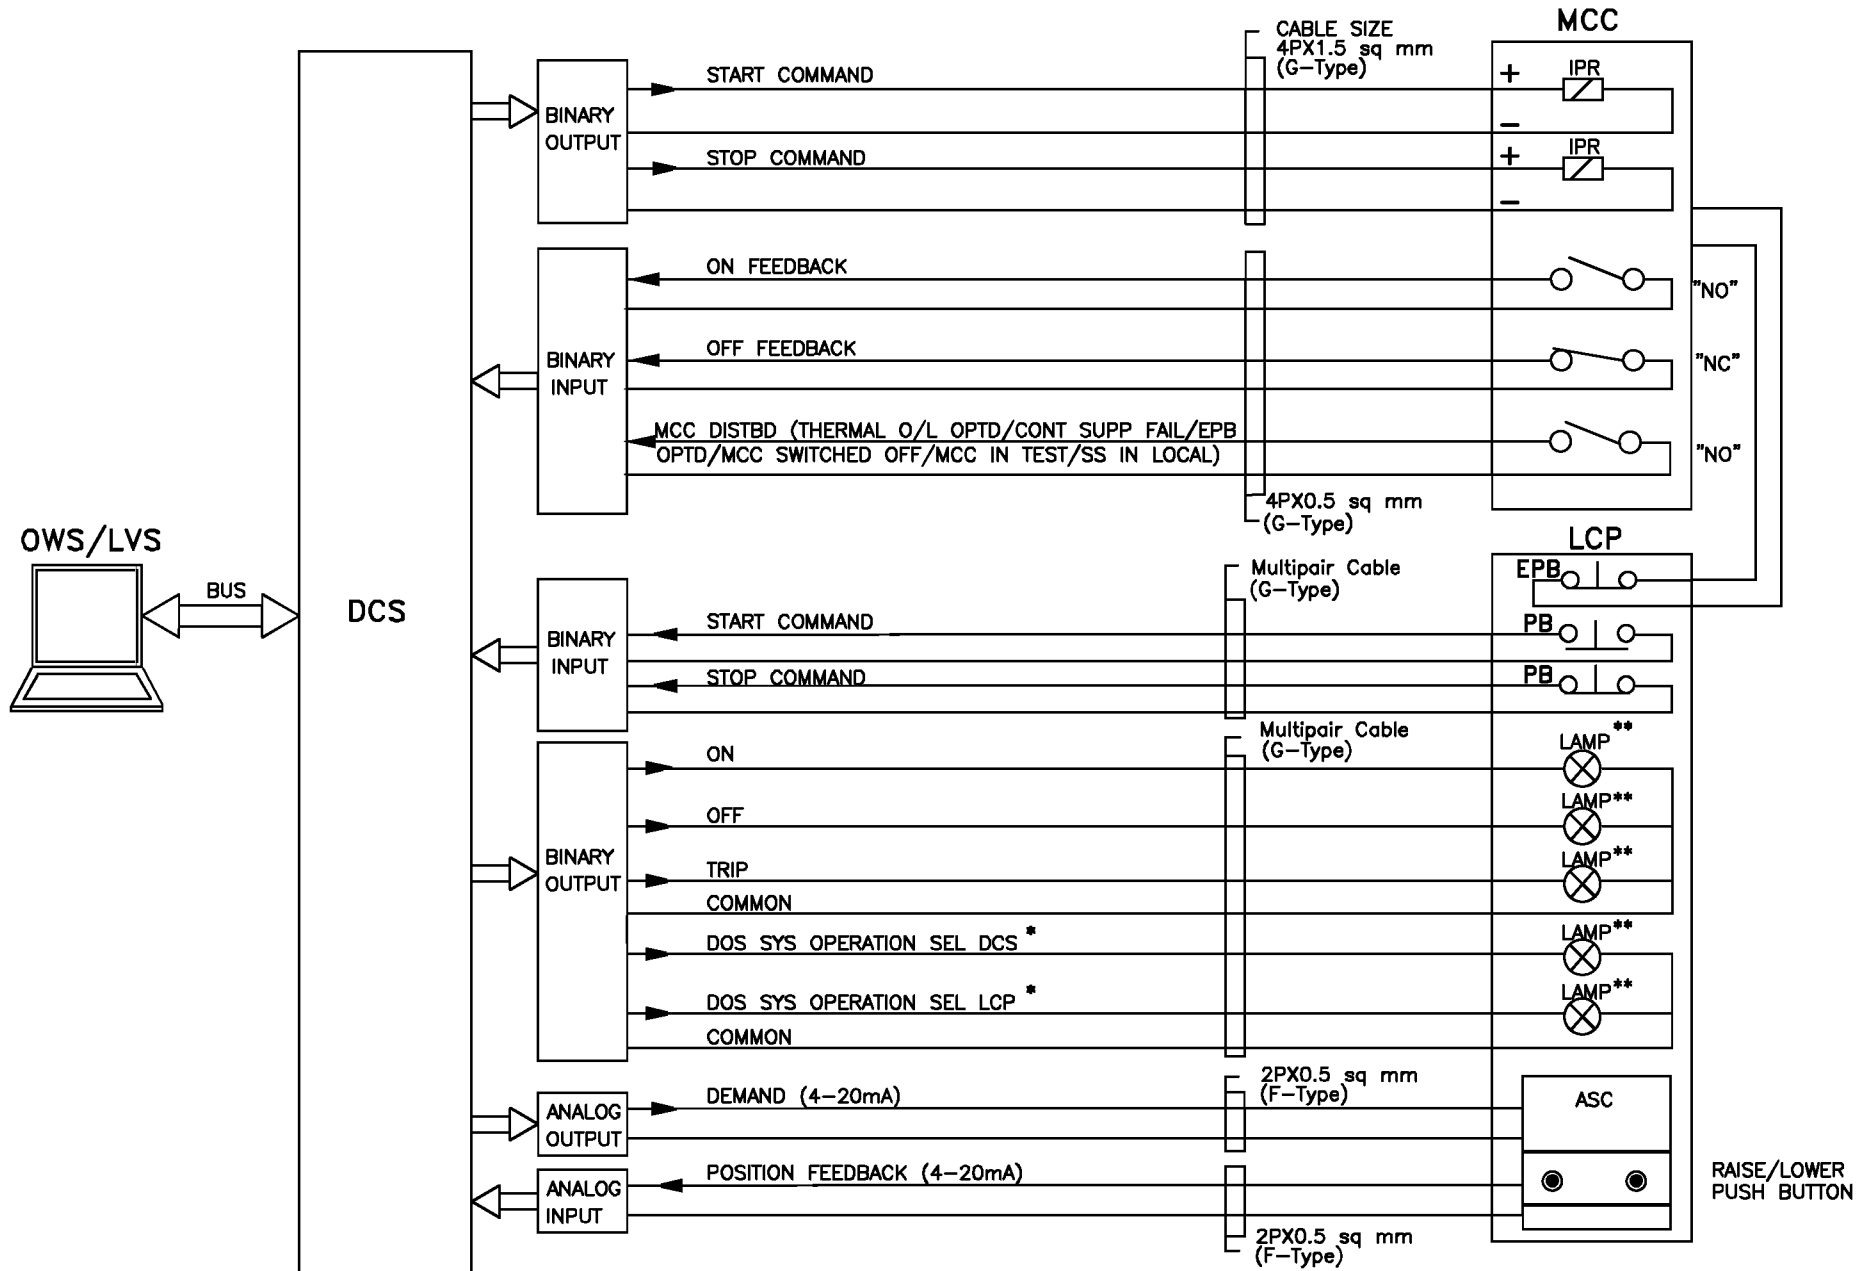 MCC
CABLE SIZE
4PX1.5 sq mm
(G-Type)
START COMMAND
+
IPR
-
BINARY
OUTPUT
STOP COMMAND
+
IPR
-
ON FEEDBACK
"NO"
OFF FEEDBACK
"NC"
BINARY
INPUT
MCC DISTBD (THERMAL O/L OPTD/CONT SUPP FAIL/EPB
OPTD/MCC SWITCHED OFF/MCC IN TEST/SS IN LOCAL)
"NO"
4PX0.5 sq mm
(G-Type)
OWS/LVS
BUS
DCS
LCP
Multipair Cable
(G-Type)
EPB
START COMMAND
PB
BINARY
INPUT
STOP COMMAND
PB
Multipair Cable
(G-Type)
ON
LAMP**
OFF
LAMP**
BINARY
OUTPUT
TRIP
LAMP**
COMMON
DOS SYS OPERATION SEL DCS *
LAMP**
DOS SYS OPERATION SEL LCP *
LAMP**
COMMON
2PX0.5 sq mm
(F-Type)
DEMAND (4-20mA)
ANALOG
OUTPUT
ASC
POSITION FEEDBACK (4-20mA)
ANALOG
INPUT
RAISE/LOWER
PUSH BUTTON
2PX0.5 sq mm
(F-Type)